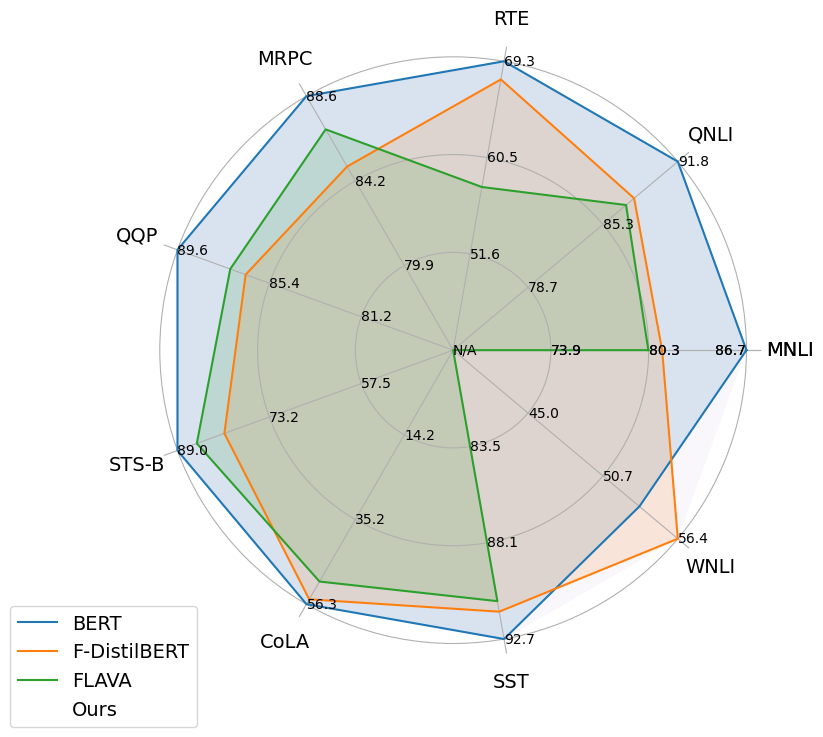 RTE
MRPC
69.3
88.6
QNLI
91.8
60.5
84.2
85.3
QQP
89.6
51.6
79.9
85.4
78.7
81.2
N/A
73.9
80.3
86.7
MNLI
57.5
73.2
45.0
14.2
83.5
89.0
STS-B
50.7
35.2
88.1
56.4
WNLI
56.3
CoLA
92.7
SST
BERT
F-DistilBERT
FLAVA
Ours